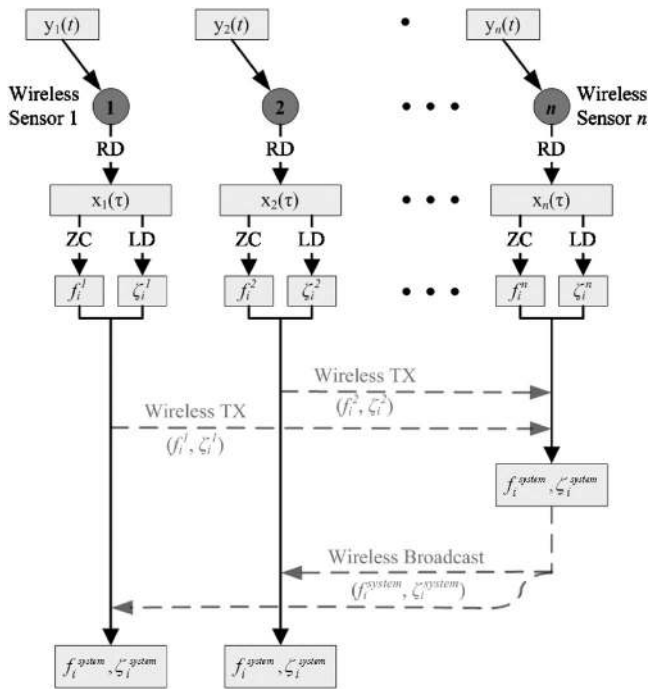 y₁(t) y₂(t) yₙ(t)
Wireless
Sensor 1
1 2 n
Wireless
Sensor n
RD RD RD
x₁(τ) x₂(τ) xₙ(τ)
ZC LD ZC LD ZC LD
fᵢ¹ ζᵢ¹ fᵢ² ζᵢ² fᵢⁿ ζᵢⁿ
Wireless TX
(fᵢ², ζᵢ²)
Wireless TX
(fᵢ¹, ζᵢ¹)
fᵢˢʸˢᵗᵉᵐ, ζᵢˢʸˢᵗᵉᵐ
Wireless Broadcast
(fᵢˢʸˢᵗᵉᵐ, ζᵢˢʸˢᵗᵉᵐ)
fᵢˢʸˢᵗᵉᵐ, ζᵢˢʸˢᵗᵉᵐ fᵢˢʸˢᵗᵉᵐ, ζᵢˢʸˢᵗᵉᵐ